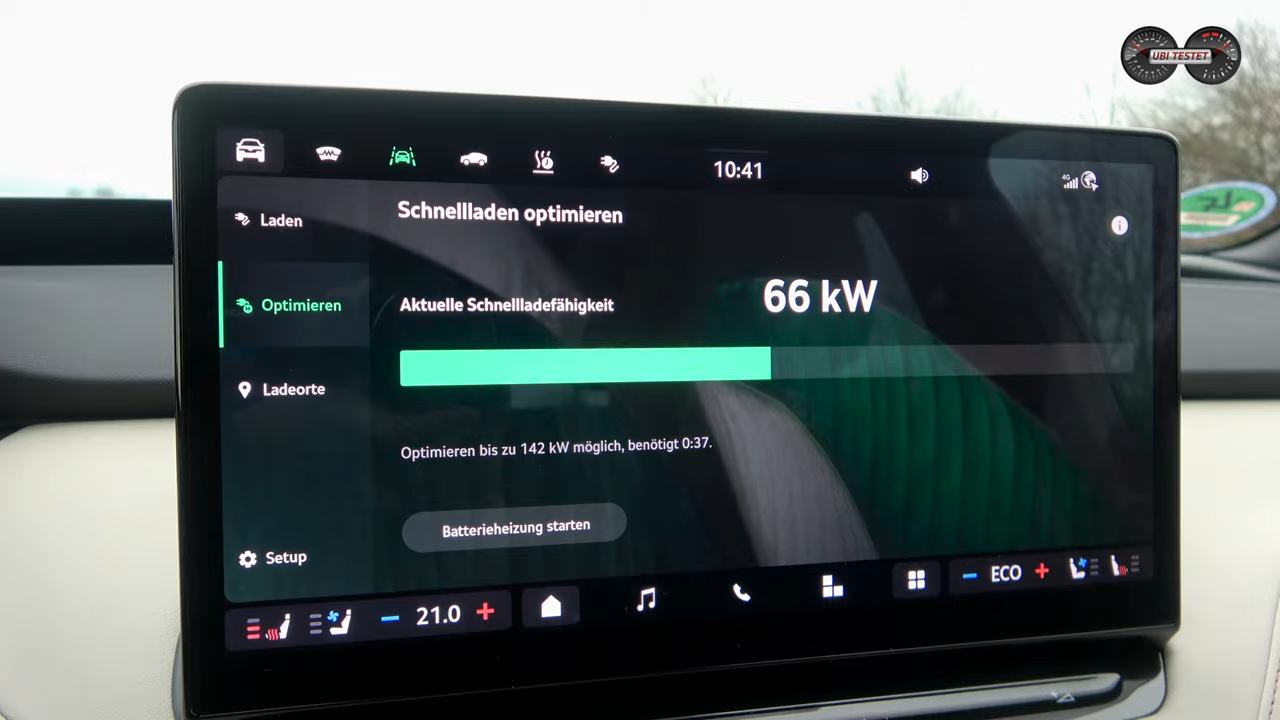 UBI TESTET
10:41
4G
Laden
Schnellladen optimieren
Optimieren
Aktuelle Schnellladefähigkeit
66 kW
Ladeorte
Optimieren bis zu 142 kW möglich, benötigt 0:37.
Batterieheizung starten
Setup
21.0
ECO